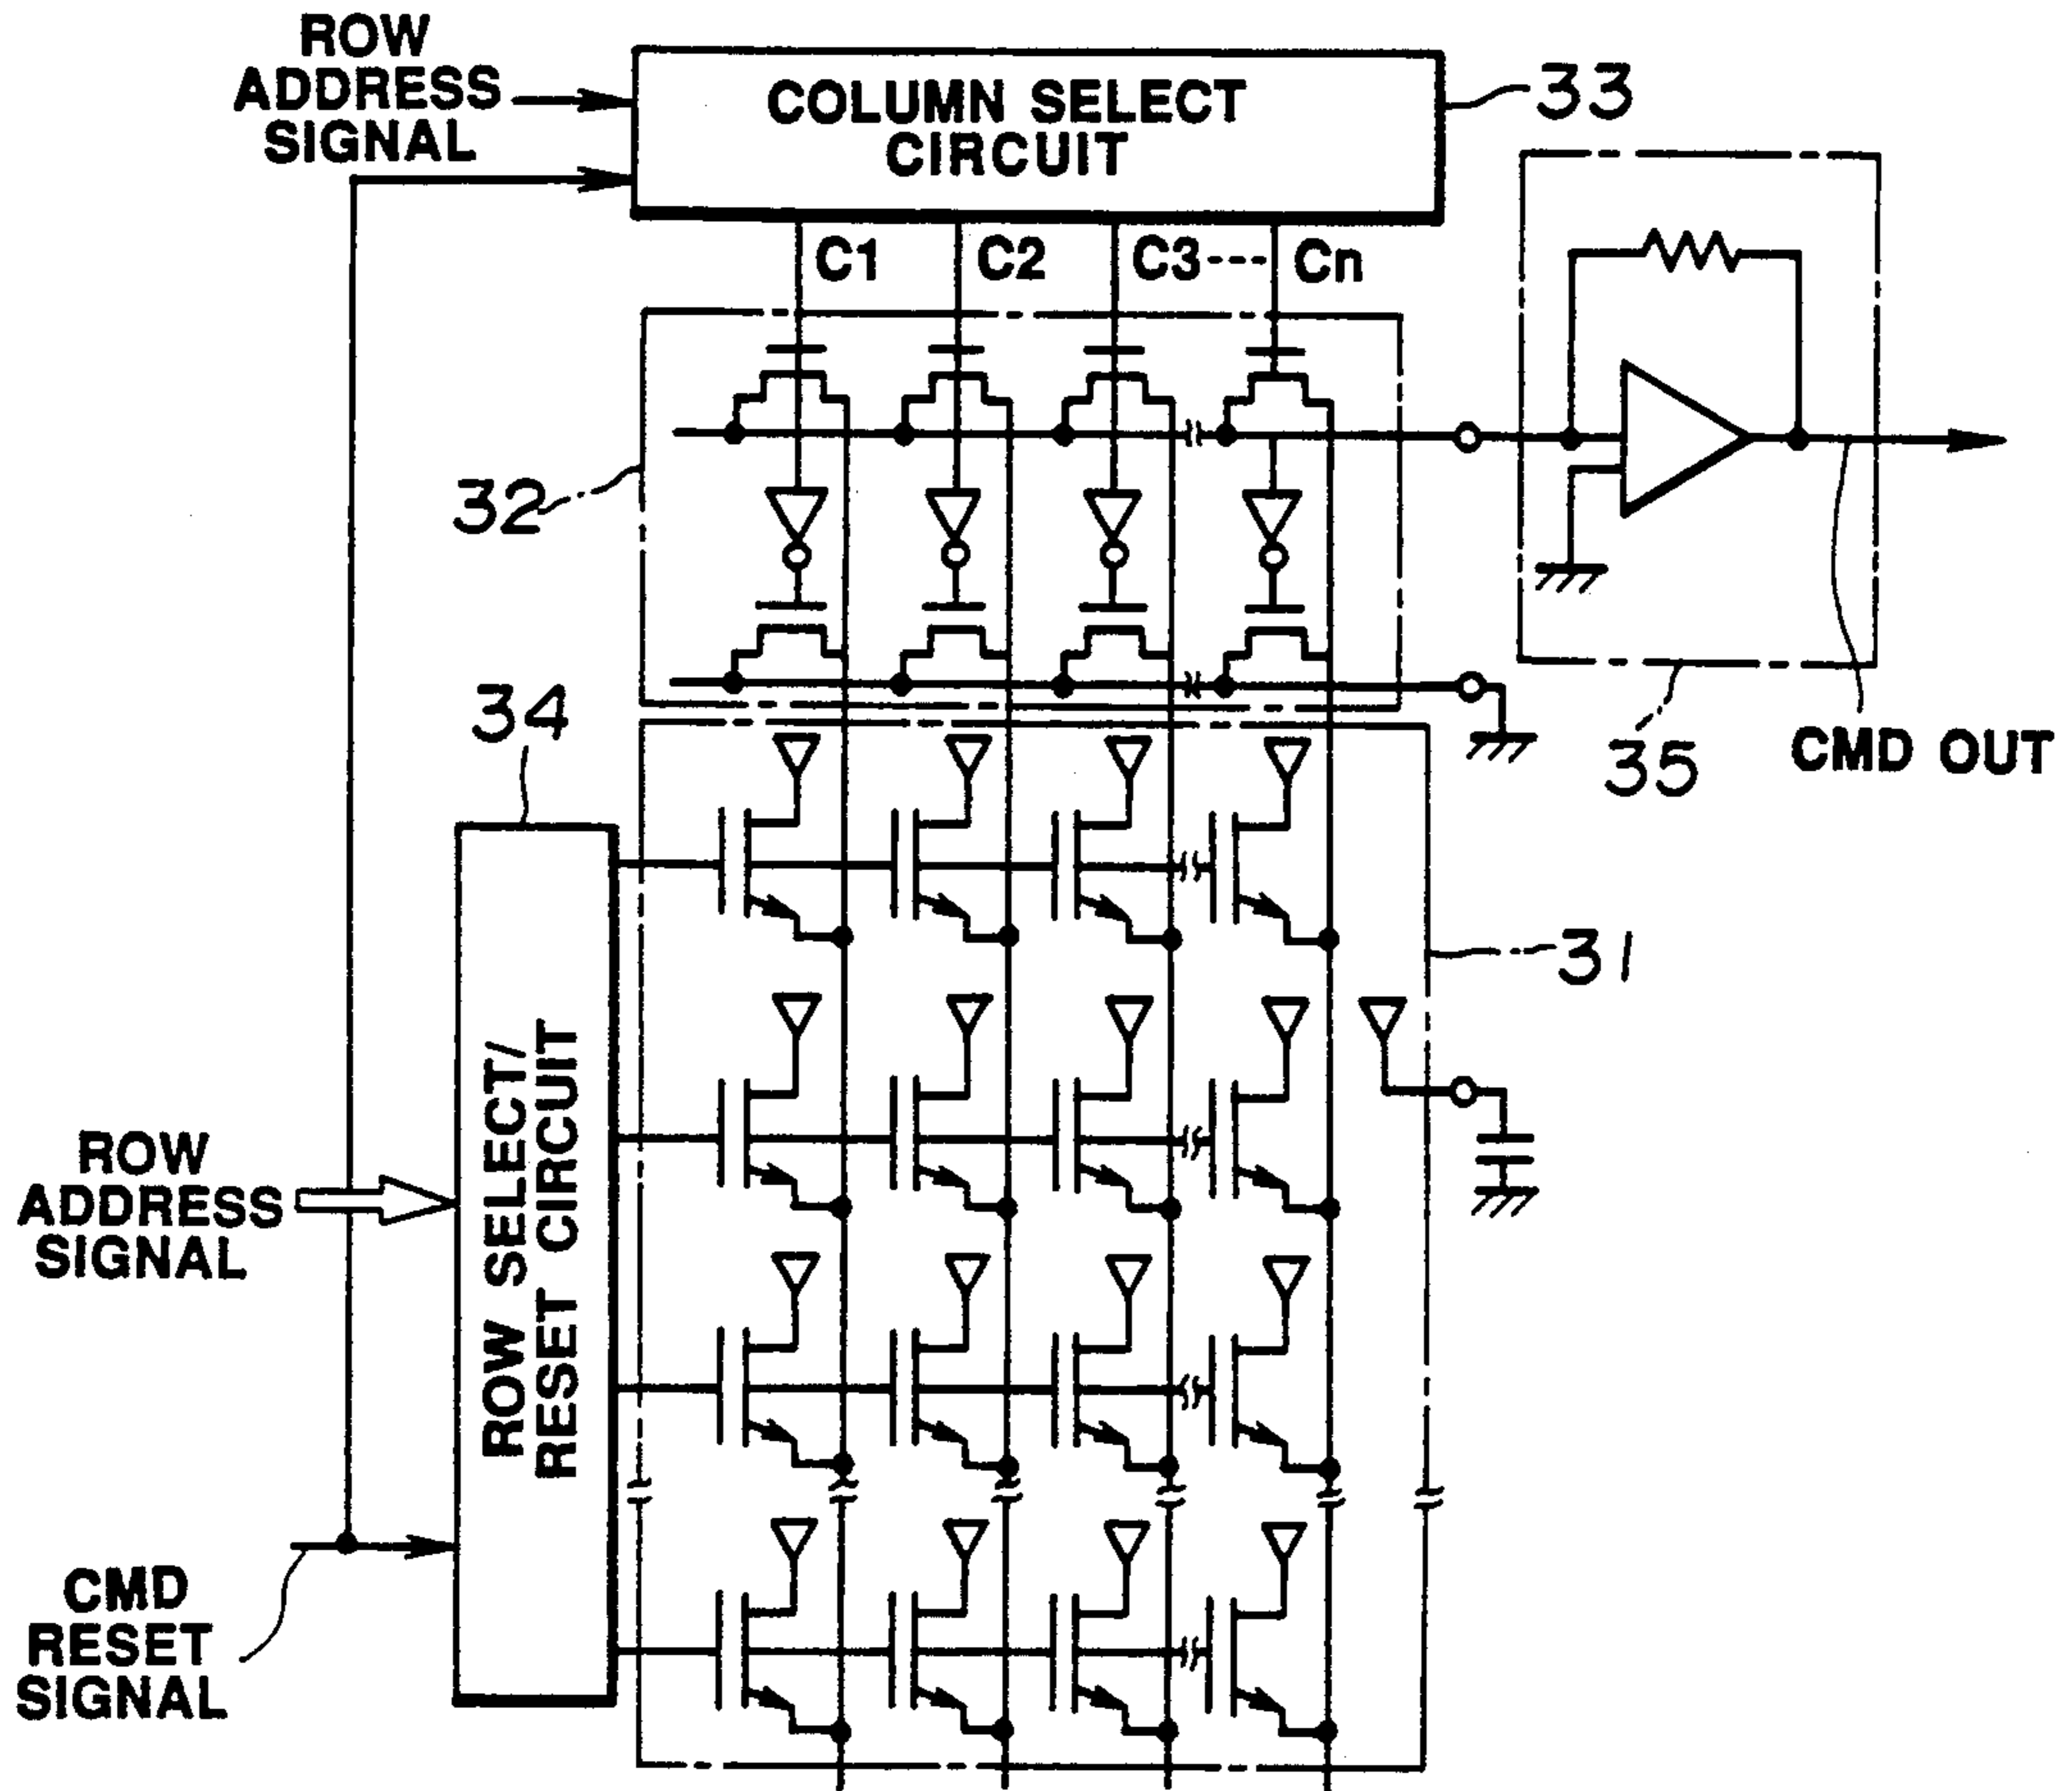 ROW
ADDRESS
SIGNAL
COLUMN SELECT
CIRCUIT
33
C1
C2
C3----
Cn
32
34
35
CMD OUT
31
ROW SELECT/
RESET CIRCUIT
ROW
ADDRESS
SIGNAL
CMD
RESET
SIGNAL